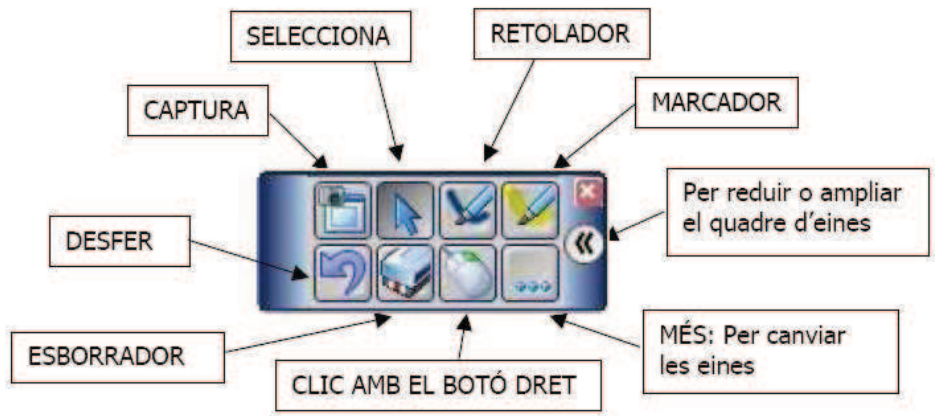 SELECCIONA
RETOLADOR
CAPTURA
MARCADOR
Per reduir o ampliar
el quadre d'eines
DESFER
MÉS: Per canviar
les eines
ESBORRADOR
CLIC AMB EL BOTÓ DRET